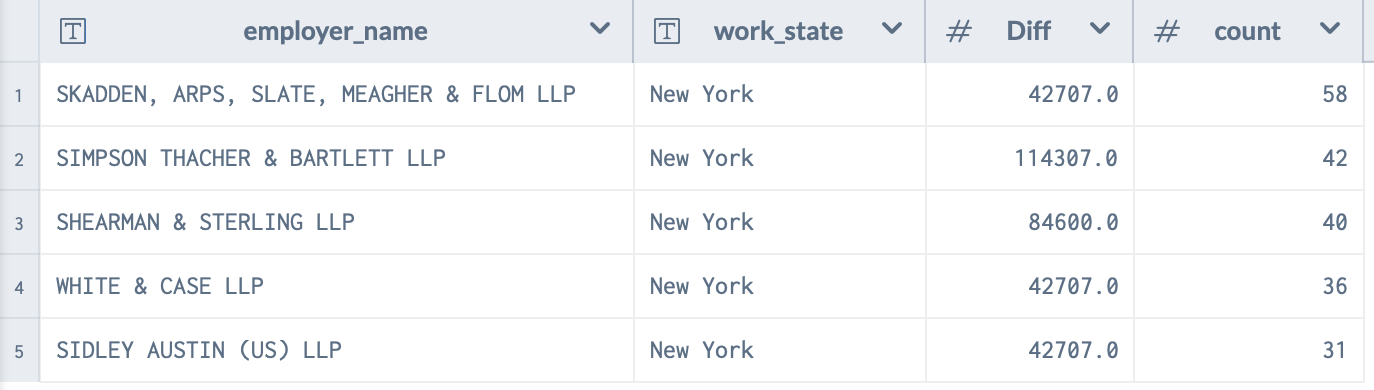 employer_name work_state # Diff # count
1 SKADDEN, ARPS, SLATE, MEAGHER & FLOM LLP New York 42707.0 58
2 SIMPSON THACHER & BARTLETT LLP New York 114307.0 42
3 SHEARMAN & STERLING LLP New York 84600.0 40
4 WHITE & CASE LLP New York 42707.0 36
5 SIDLEY AUSTIN (US) LLP New York 42707.0 31